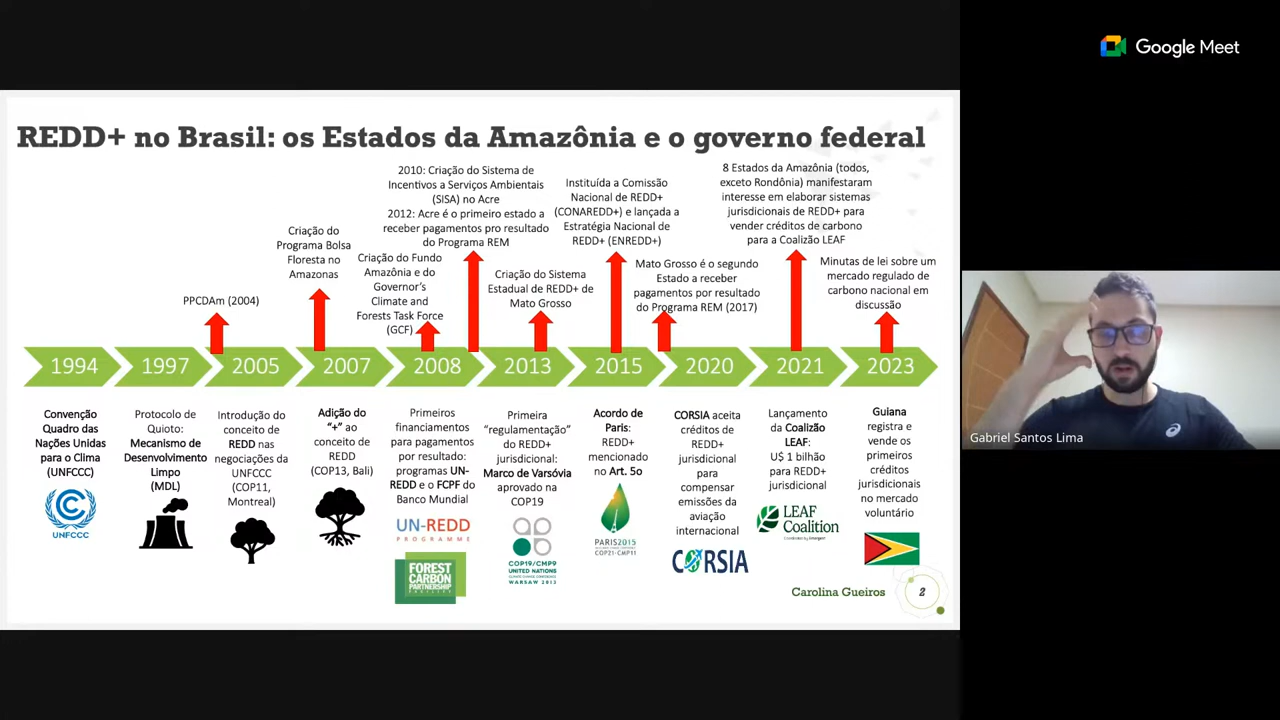 Google Meet
REDD+ no Brasil: os Estados da Amazônia e o governo federal
PPCDAm (2004)
Criação do
Programa Bolsa
Floresta no
Amazonas
2010: Criação do Sistema de
Incentivos a Serviços Ambientais
(SISA) no Acre
2012: Acre é o primeiro estado a
receber pagamentos pro resultado
do Programa REM
Criação do Fundo
Amazônia e do
Governor's
Climate and
Forests Task Force
(GCF)
Criação do Sistema
Estadual de REDD+ de
Mato Grosso
Instituída a Comissão
Nacional de REDD+
(CONAREDD+) e lançada a
Estratégia Nacional de
REDD+ (ENREDD+)
Mato Grosso é o segundo
Estado a receber
pagamentos por resultado
do Programa REM (2017)
8 Estados da Amazônia (todos,
exceto Rondônia) manifestaram
interesse em elaborar sistemas
jurisdicionais de REDD+ para
vender créditos de carbono
para a Coalizão LEAF
Minutas de lei sobre um
mercado regulado de
carbono nacional em
discussão
1994
1997
2005
2007
2008
2013
2015
2020
2021
2023
Convenção
Quadro das
Nações Unidas
para o Clima
(UNFCCC)
UNFCCC
Protocolo de
Quioto:
Mecanismo de
Desenvolvimento
Limpo
(MDL)
Introdução do
conceito de
REDD nas
negociações da
UNFCCC
(COP11,
Montreal)
Adição do
"+" ao
conceito de
REDD
(COP13, Bali)
Primeiros
financiamentos
para pagamentos
por resultado:
programas UN-
REDD e o FCPF do
Banco Mundial
UN-REDD
PROGRAMME
FOREST
CARBON
PARTNERSHIP
Primeira
"regulamentação"
do REDD+
jurisdicional:
Marco de Varsóvia
aprovado na
COP19
COP19/CMP9
UNITED NATIONS
CLIMATE CHANGE CONFERENCE
WARSAW 2013
Acordo de
Paris:
REDD+
mencionado
no Art. 5o
PARIS2015
COP21·CMP11
CORSIA aceita
créditos de
REDD+
jurisdicional
para
compensar
emissões da
aviação
internacional
CORSIA
Lançamento
da Coalizão
LEAF:
U$ 1 bilhão
para REDD+
jurisdicional
LEAF
Coalition
Guiana
registra e
vende os
primeiros
créditos
jurisdicionais
no mercado
voluntário
Carolina Gueiros
2
Gabriel Santos Lima